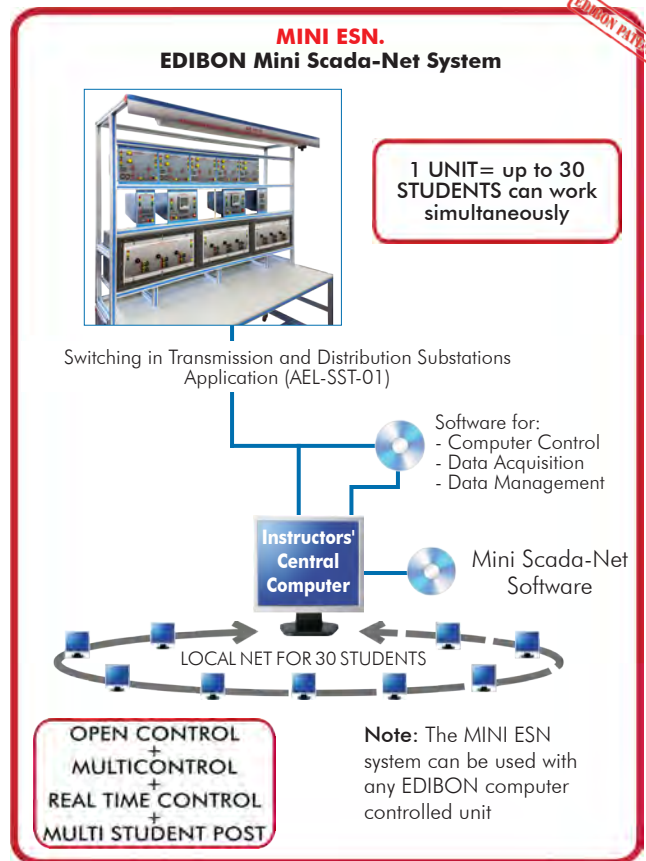 EDIBON
MINI ESN.
EDIBON Mini Scada-Net System
1 UNIT= up to 30
STUDENTS can work
simultaneously
Switching in Transmission and Distribution Substations
Application (AEL-SST-01)
Software for:
- Computer Control
- Data Acquisition
- Data Management
Instructors'
Central
Computer
Mini Scada-Net
Software
LOCAL NET FOR 30 STUDENTS
OPEN CONTROL
+
MULTICONTROL
+
REAL TIME CONTROL
+
MULTI STUDENT POST
Note: The MINI ESN
system can be used with
any EDIBON computer
controlled unit